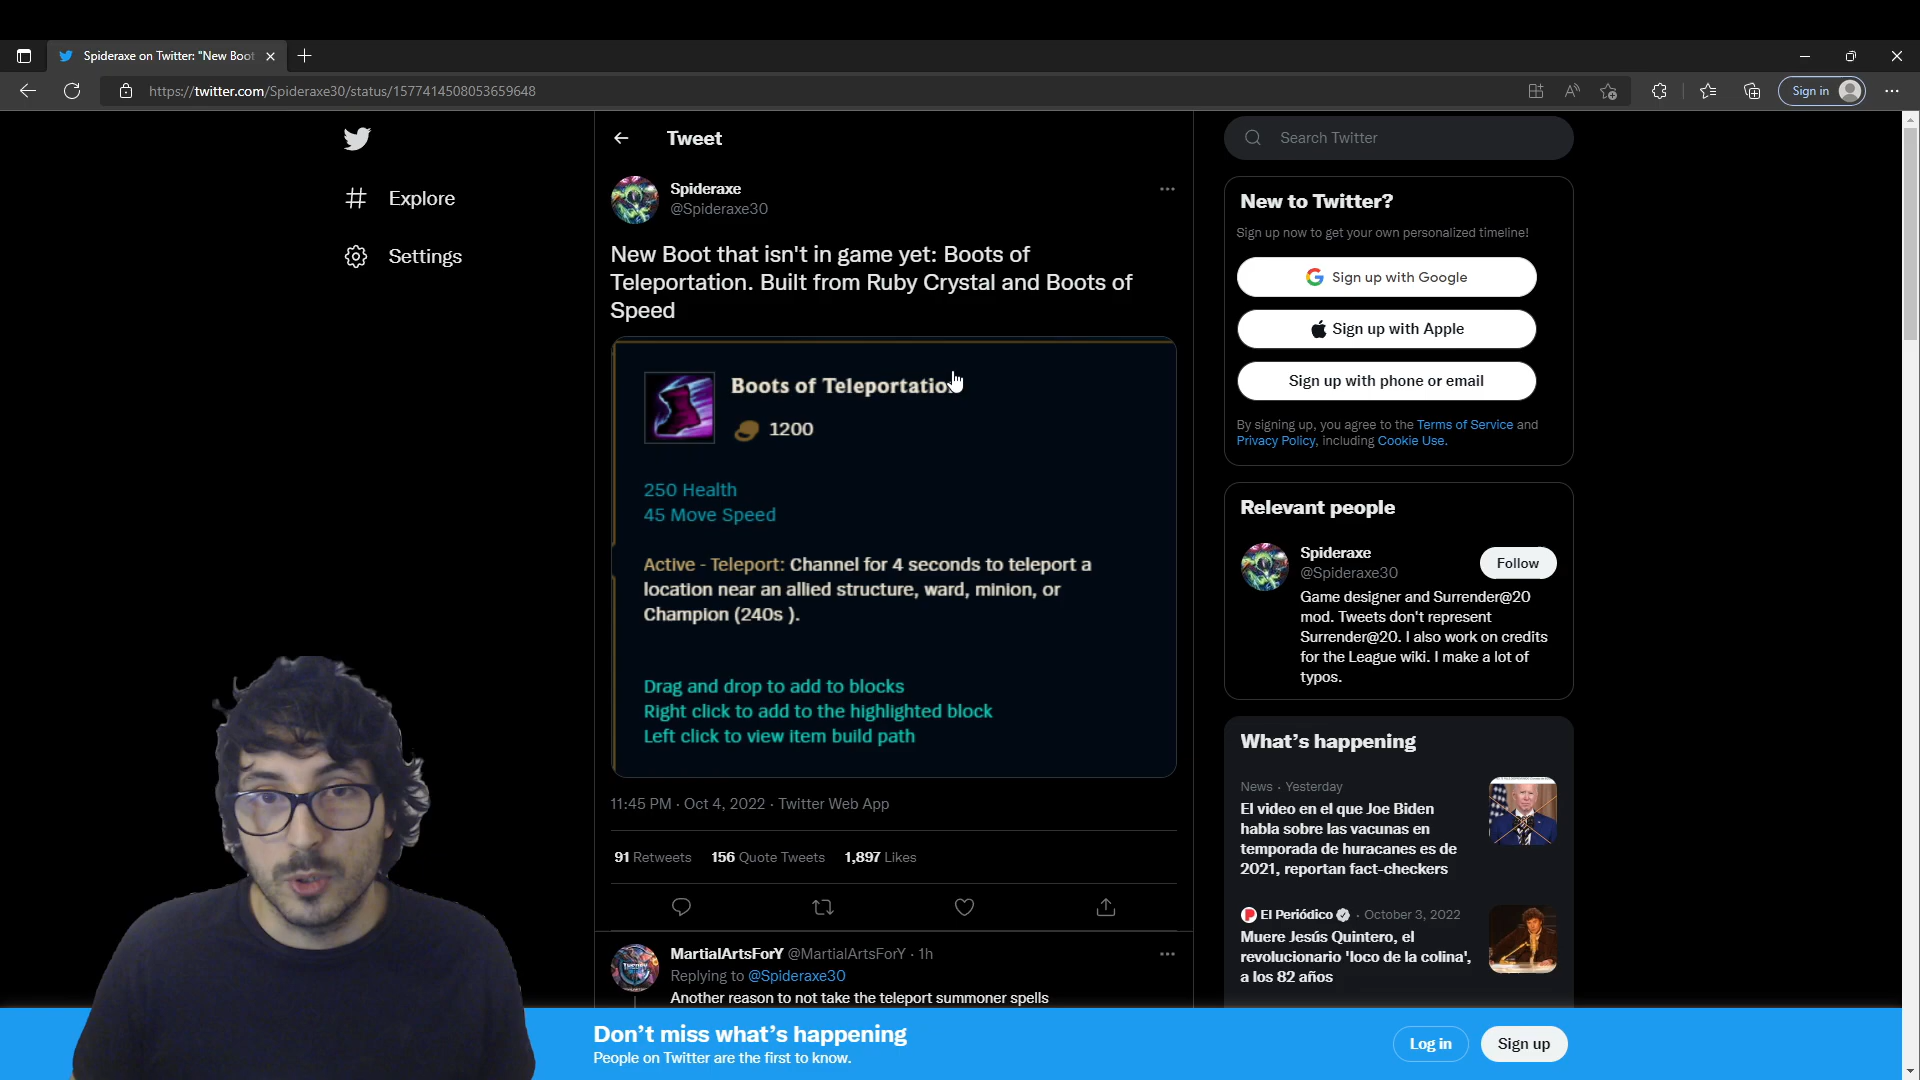 Spideraxe on Twitter: "New Boot
https://twitter.com/Spideraxe30/status/1577414508053659648
Sign in
Explore
Settings
Tweet
Spideraxe
@Spideraxe30
New Boot that isn't in game yet: Boots of
Teleportation. Built from Ruby Crystal and Boots of
Speed
Boots of Teleportation
1200
250 Health
45 Move Speed
Active - Teleport: Channel for 4 seconds to teleport a
location near an allied structure, ward, minion, or
Champion (240s ).
Drag and drop to add to blocks
Right click to add to the highlighted block
Left click to view item build path
11:45 PM · Oct 4, 2022 · Twitter Web App
91 Retweets 156 Quote Tweets 1,897 Likes
MartialArtsForY @MartialArtsForY · 1h
Replying to @Spideraxe30
Another reason to not take the teleport summoner spells
Search Twitter
New to Twitter?
Sign up now to get your own personalized timeline!
Sign up with Google
Sign up with Apple
Sign up with phone or email
By signing up, you agree to the Terms of Service and
Privacy Policy, including Cookie Use.
Relevant people
Spideraxe
@Spideraxe30
Follow
Game designer and Surrender@20
mod. Tweets don't represent
Surrender@20. I also work on credits
for the League wiki. I make a lot of
typos.
What's happening
News · Yesterday
El video en el que Joe Biden
habla sobre las vacunas en
temporada de huracanes es de
2021, reportan fact-checkers
El Periódico · October 3, 2022
Muere Jesús Quintero, el
revolucionario 'loco de la colina',
a los 82 años
Don't miss what's happening
People on Twitter are the first to know.
Log in
Sign up